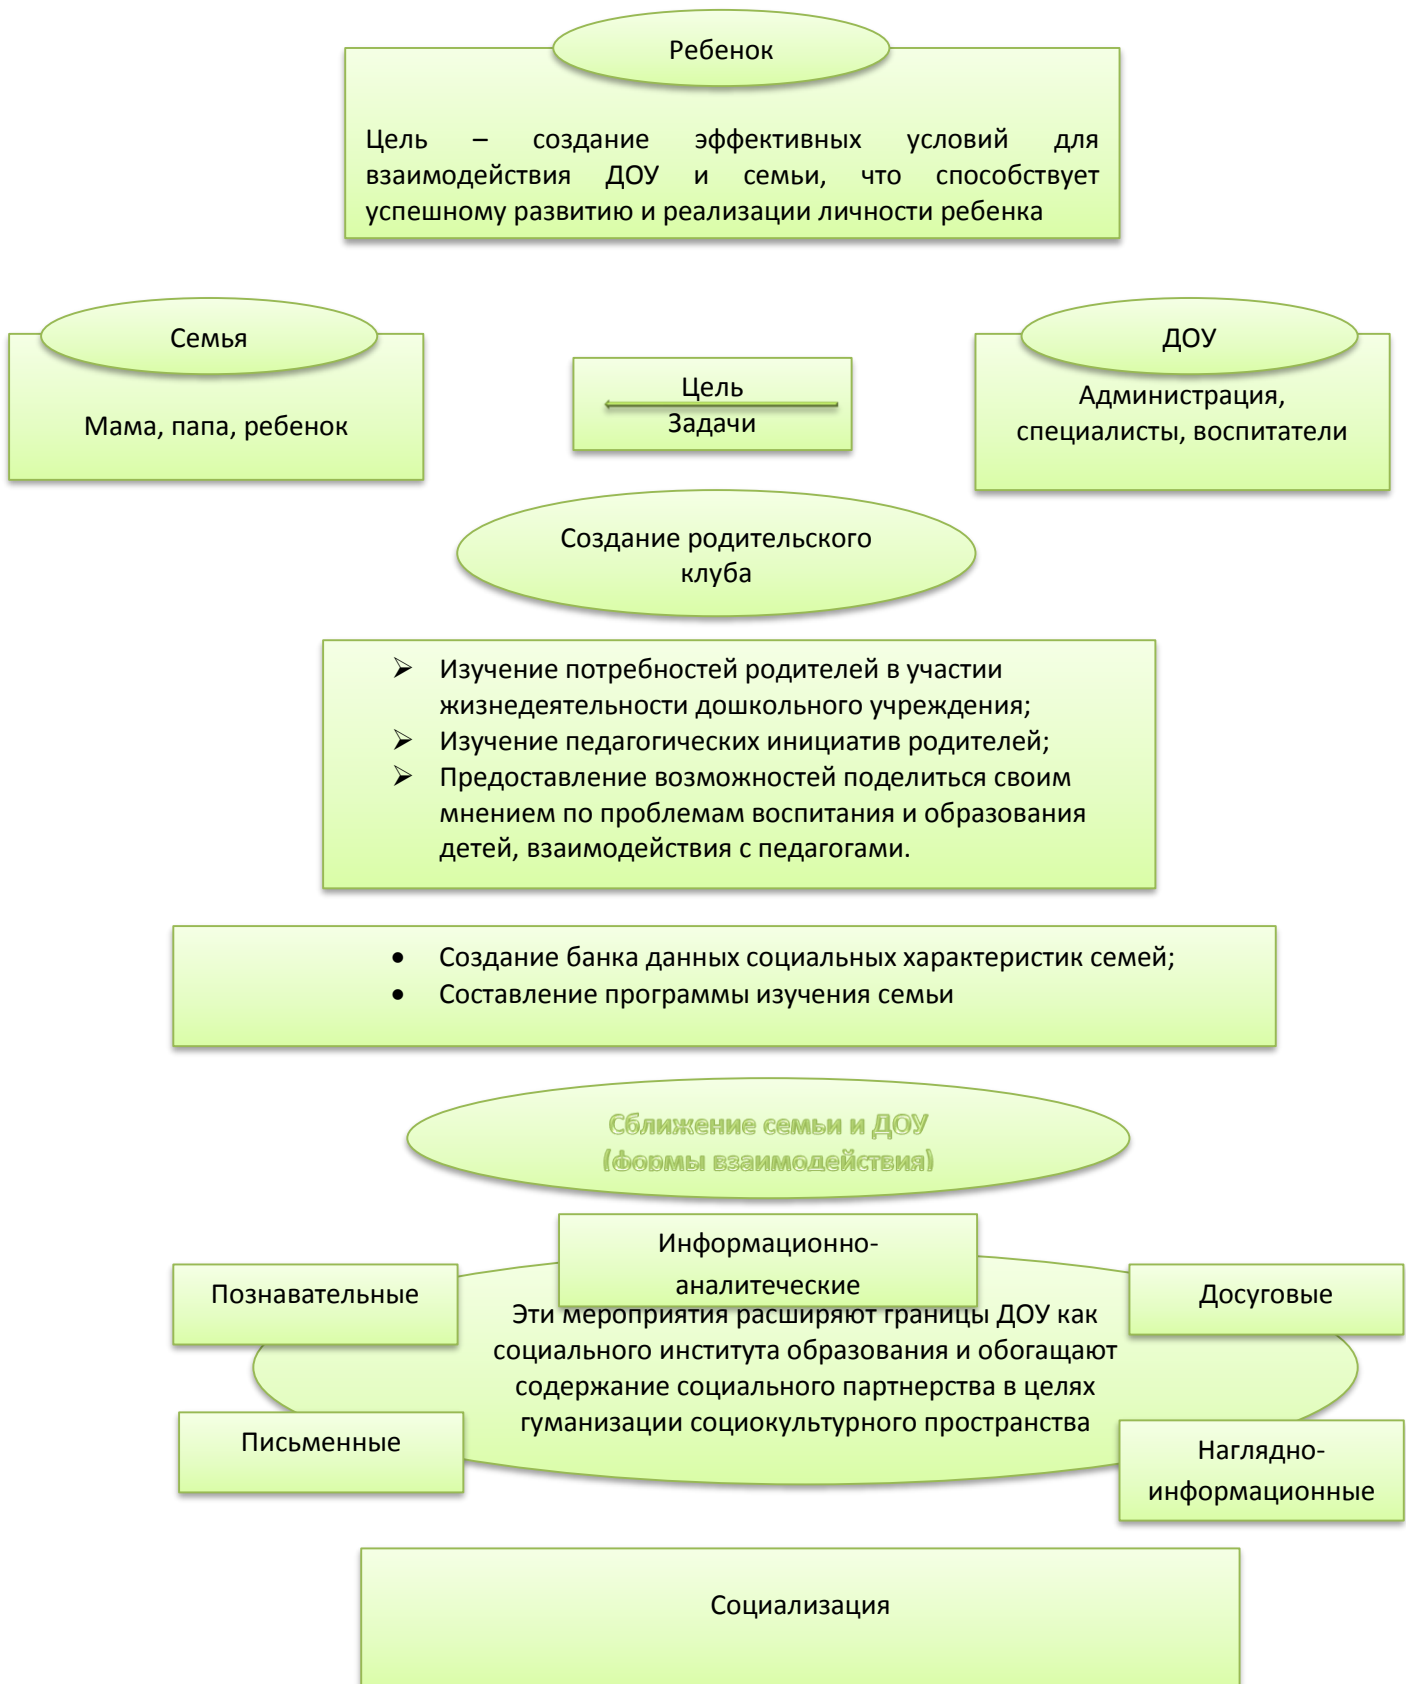 Ребенок
Цель – создание эффективных условий для
взаимодействия ДОУ и семьи, что способствует
успешному развитию и реализации личности ребенка
Семья
Мама, папа, ребенок
Цель
Задачи
ДОУ
Администрация,
специалисты, воспитатели
Создание родительского
клуба
➢ Изучение потребностей родителей в участии
жизнедеятельности дошкольного учреждения;
➢ Изучение педагогических инициатив родителей;
➢ Предоставление возможностей поделиться своим
мнением по проблемам воспитания и образования
детей, взаимодействия с педагогами.
• Создание банка данных социальных характеристик семей;
• Составление программы изучения семьи
Сближение семьи и ДОУ
(формы взаимодействия)
Информационно-
аналитеческие
Познавательные
Досуговые
Эти мероприятия расширяют границы ДОУ как
социального института образования и обогащают
содержание социального партнерства в целях
гуманизации социокультурного пространства
Письменные
Наглядно-
информационные
Социализация